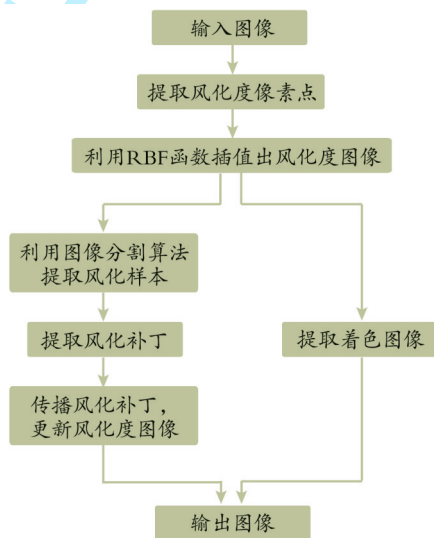 输入图像
提取风化度像素点
利用RBF函数插值出风化度图像
利用图像分割算法
提取风化样本
提取风化补丁
提取着色图像
传播风化补丁，
更新风化度图像
输出图像